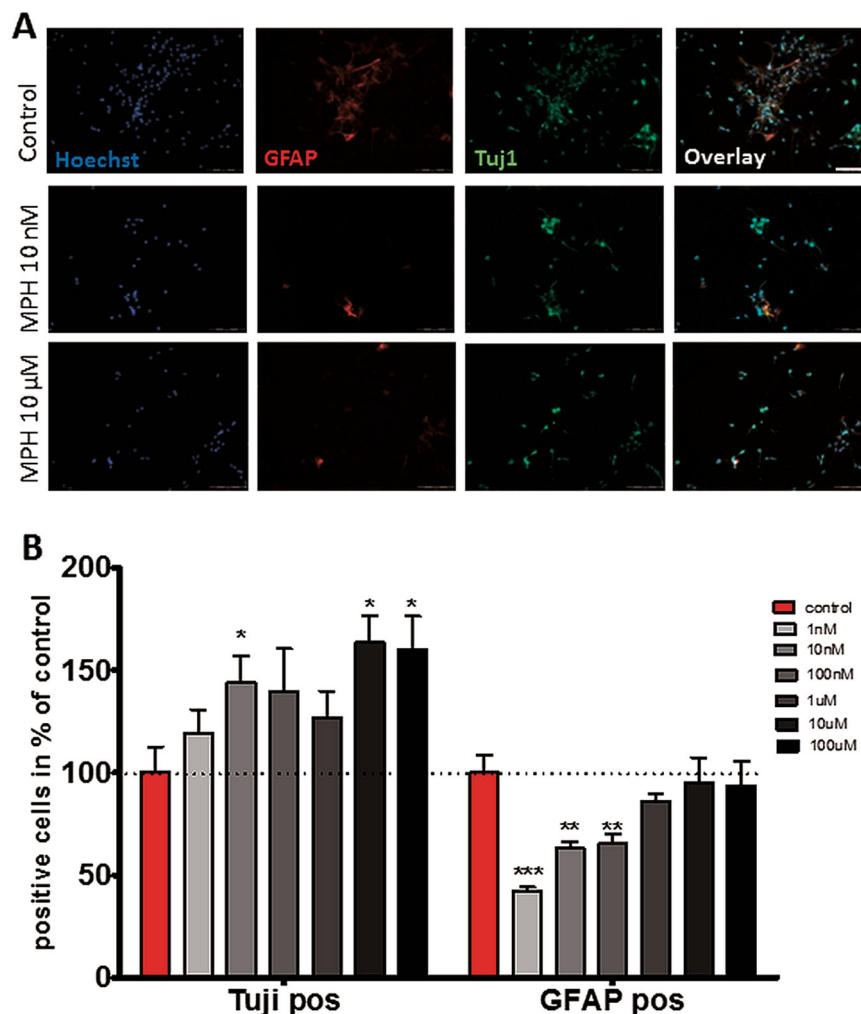 A
Control
Hoechst
GFAP
Tuj1
Overlay
MPH 10 nM
MPH 10 µM
B
positive cells in % of control
200
150
100
50
0
*
*
*
***
**
**
Tuji pos
GFAP pos
control
1nM
10nM
100nM
1uM
10uM
100uM